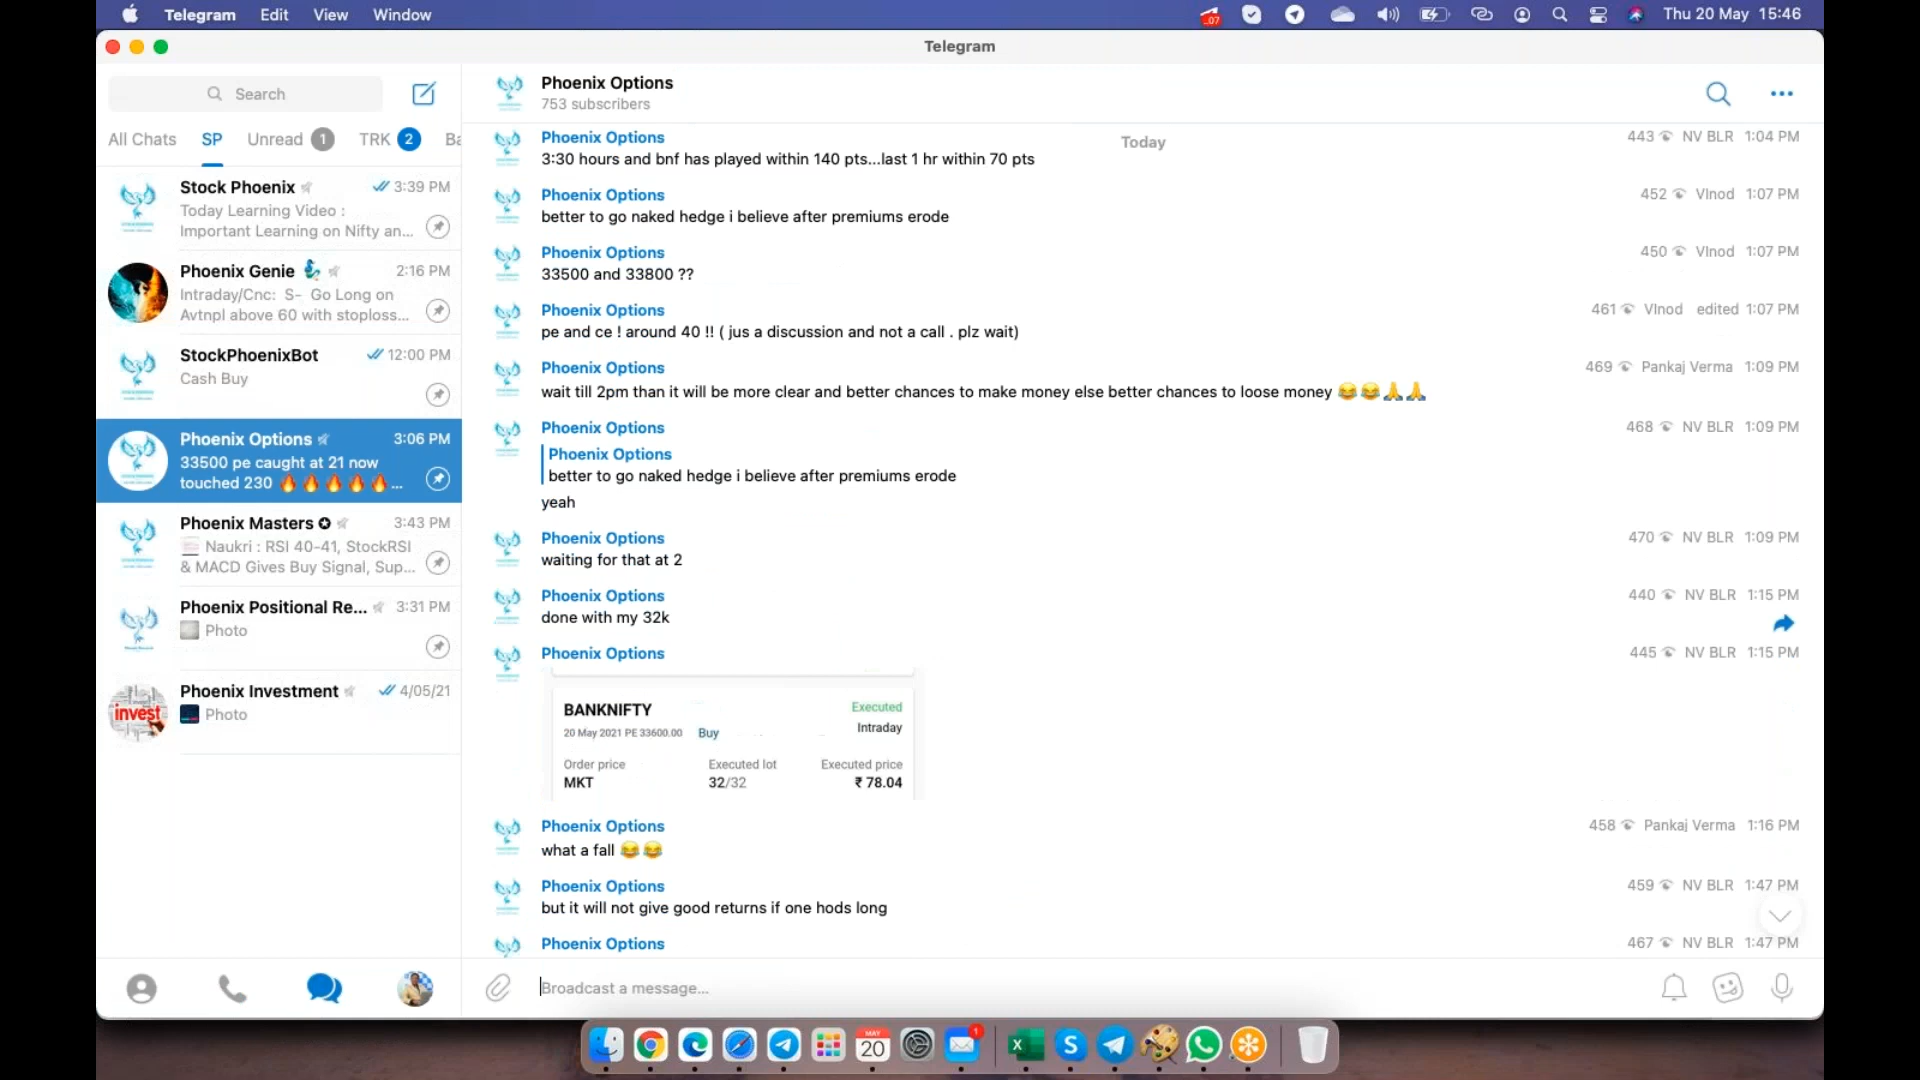 Telegram Edit View Window
.07
Thu 20 May 15:46
Telegram
Search
All Chats SP Unread 1 TRK 2 Ba
Stock Phoenix 3:39 PM
Today Learning Video :
Important Learning on Nifty an...
Phoenix Genie 2:16 PM
Intraday/Cnc: S- Go Long on
Avtnpl above 60 with stoploss...
StockPhoenixBot 12:00 PM
Cash Buy
Phoenix Options 3:06 PM
33500 pe caught at 21 now
touched 230 🔥🔥🔥🔥🔥...
Phoenix Masters ✪ 3:43 PM
Naukri : RSI 40-41, StockRSI
& MACD Gives Buy Signal, Sup...
Phoenix Positional Re... 3:31 PM
Photo
Phoenix Investment 4/05/21
Photo
invest
Phoenix Options
753 subscribers
Today
Phoenix Options 443 NV BLR 1:04 PM
3:30 hours and bnf has played within 140 pts...last 1 hr within 70 pts
Phoenix Options 452 VInod 1:07 PM
better to go naked hedge i believe after premiums erode
Phoenix Options 450 VInod 1:07 PM
33500 and 33800 ??
Phoenix Options 461 VInod edited 1:07 PM
pe and ce ! around 40 !! ( jus a discussion and not a call . plz wait)
Phoenix Options 469 Pankaj Verma 1:09 PM
wait till 2pm than it will be more clear and better chances to make money else better chances to loose money 😂😂🙏🙏
Phoenix Options 468 NV BLR 1:09 PM
Phoenix Options
better to go naked hedge i believe after premiums erode
yeah
Phoenix Options 470 NV BLR 1:09 PM
waiting for that at 2
Phoenix Options 440 NV BLR 1:15 PM
done with my 32k
Phoenix Options 445 NV BLR 1:15 PM
BANKNIFTY Executed
20 May 2021 PE 33600.00 Buy Intraday
Order price Executed lot Executed price
MKT 32/32 ₹ 78.04
Phoenix Options 458 Pankaj Verma 1:16 PM
what a fall 😂😂
Phoenix Options 459 NV BLR 1:47 PM
but it will not give good returns if one hods long
Phoenix Options 467 NV BLR 1:47 PM
Broadcast a message...
MAY
20
1
X
S